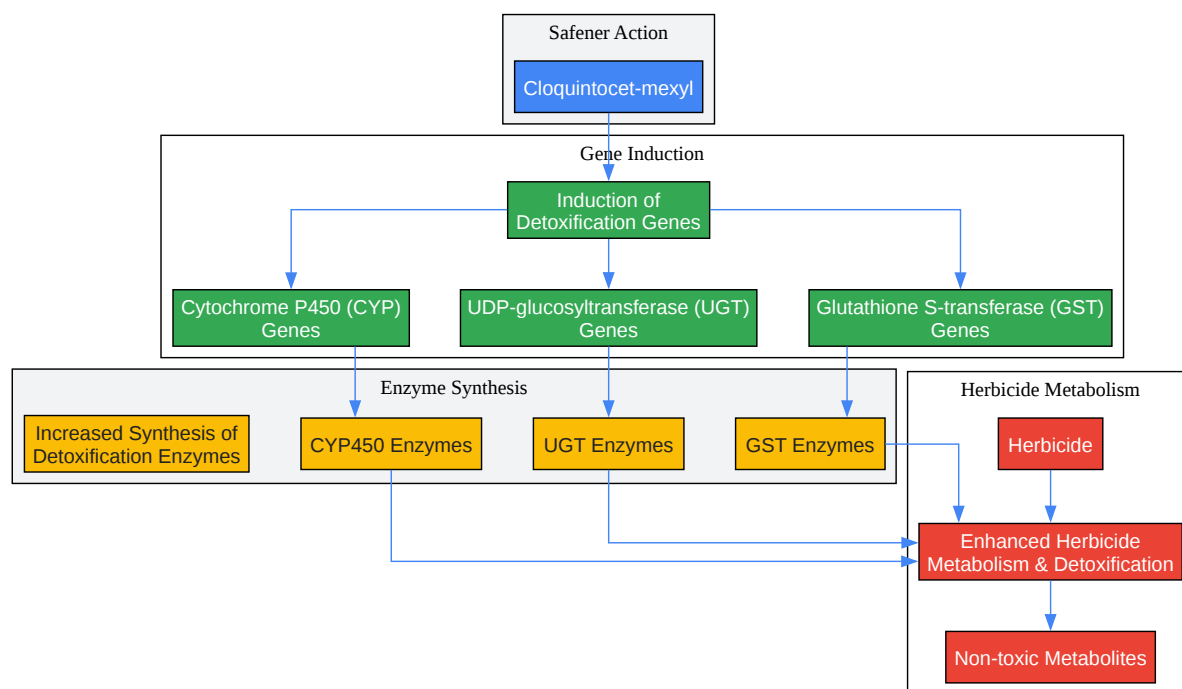 Safener Action
Cloquintocet-mexyl
Gene Induction
Induction of
Detoxification Genes
Cytochrome P450 (CYP)
Genes
UDP-glucosyltransferase (UGT)
Genes
Glutathione S-transferase (GST)
Genes
Enzyme Synthesis
Increased Synthesis of
Detoxification Enzymes
CYP450 Enzymes
UGT Enzymes
GST Enzymes
Herbicide Metabolism
Herbicide
Enhanced Herbicide
Metabolism & Detoxification
Non-toxic Metabolites